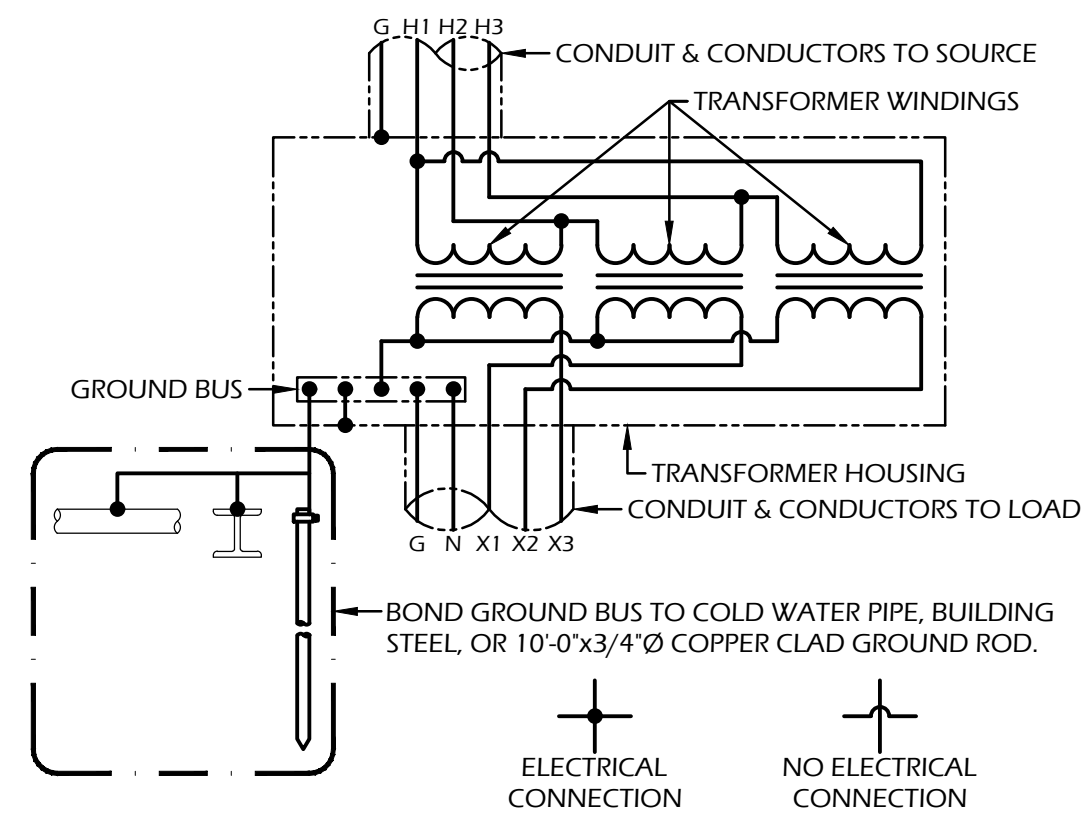 G H1 H2 H3
CONDUIT & CONDUCTORS TO SOURCE
TRANSFORMER WINDINGS
GROUND BUS
TRANSFORMER HOUSING
CONDUIT & CONDUCTORS TO LOAD
G N X1 X2 X3
BOND GROUND BUS TO COLD WATER PIPE, BUILDING
STEEL, OR 10'-0"x3/4"Ø COPPER CLAD GROUND ROD.
ELECTRICAL
CONNECTION
NO ELECTRICAL
CONNECTION